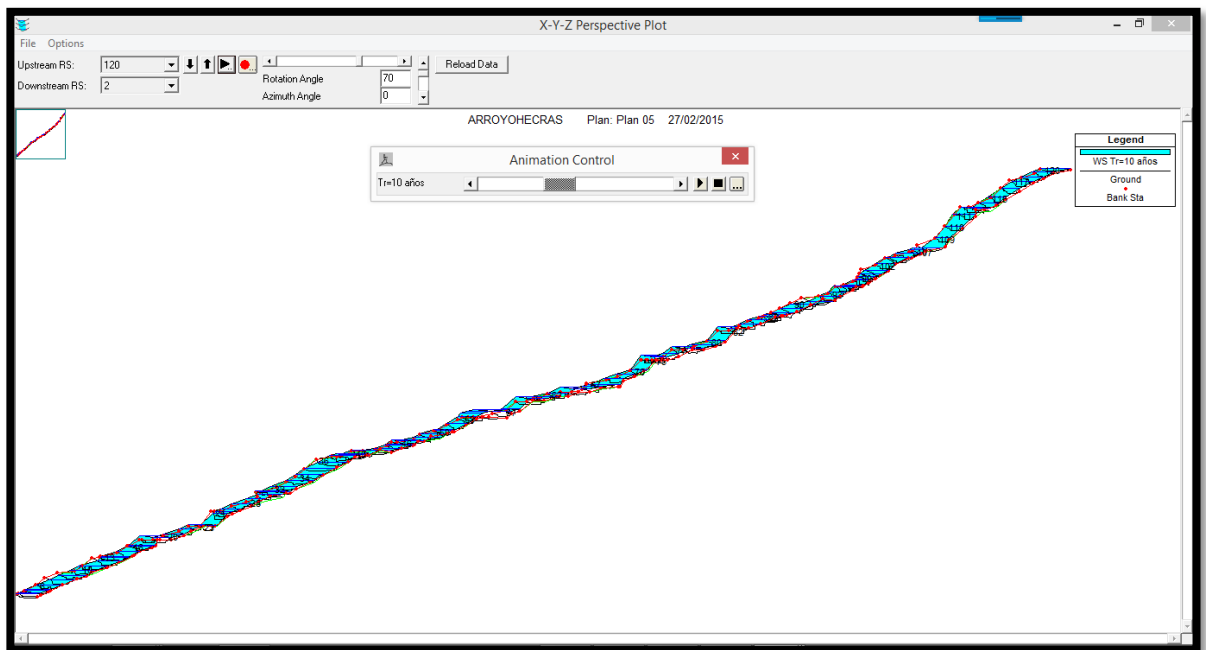 X-Y-Z Perspective Plot
File Options
Upstream RS: 120
Reload Data
Rotation Angle 70
Downstream RS: 2
Azimuth Angle 0
ARROYOHECRAS Plan: Plan 05 27/02/2015
Legend
WS Tr=10 años
Ground
Bank Sta
Animation Control
Tr=10 años
...